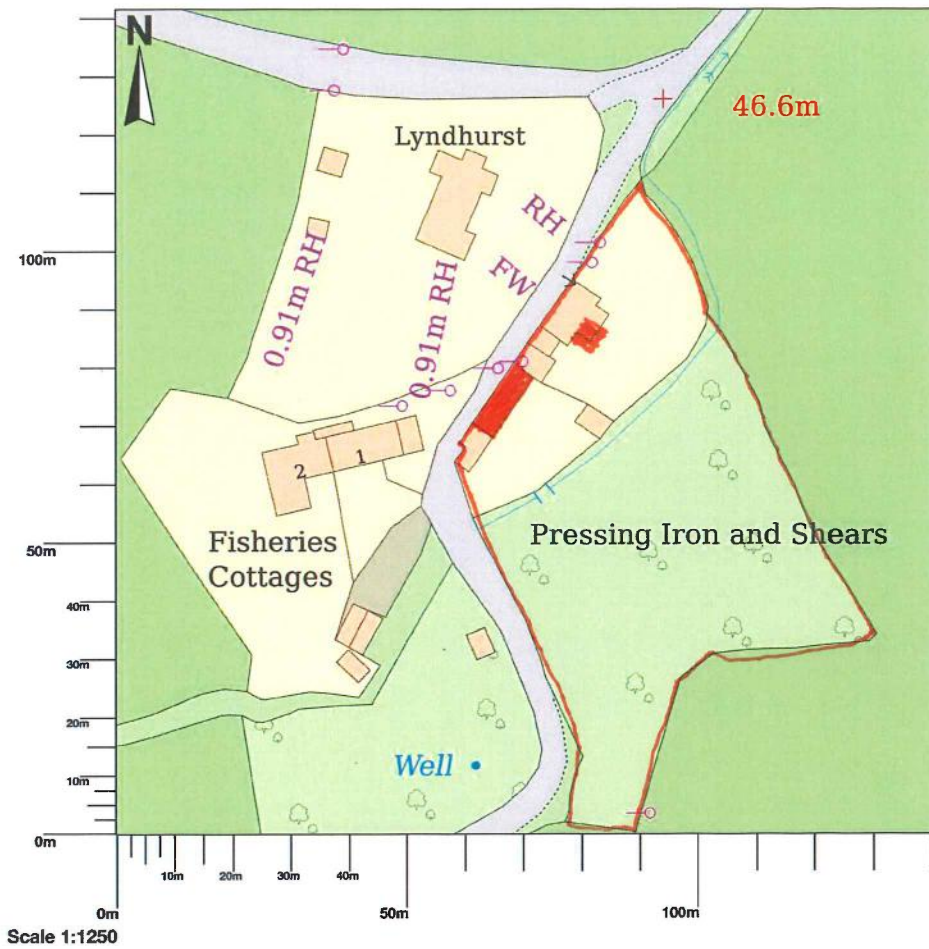 N
46.6m
Lyndhurst
RH
FW
0.91m RH
0.91m RH
100m
2
1
Fisheries
Cottages
Pressing Iron and Shears
50m
40m
30m
20m
10m
0m
Well
10m
20m
30m
40m
0m
50m
100m
Scale 1:1250